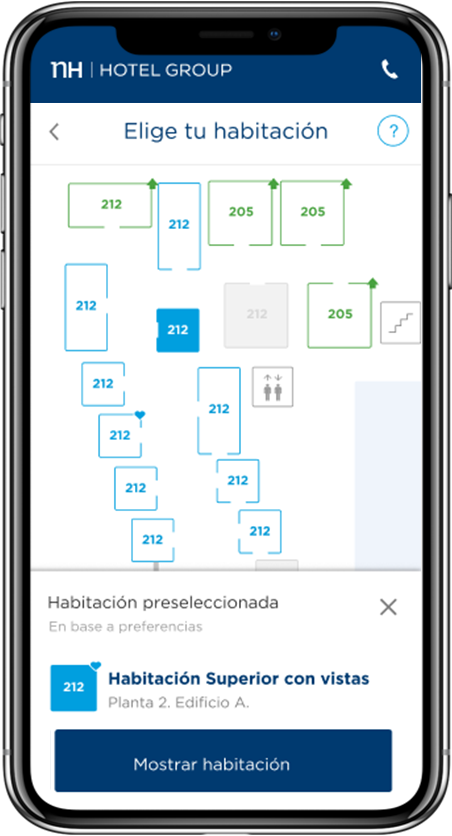 nH | HOTEL GROUP
Elige tu habitación
?
212
212
205
205
212
212
212
205
212
212
212
212
212
212
212
212
Habitación preseleccionada
En base a preferencias
212
Habitación Superior con vistas
Planta 2. Edificio A.
Mostrar habitación